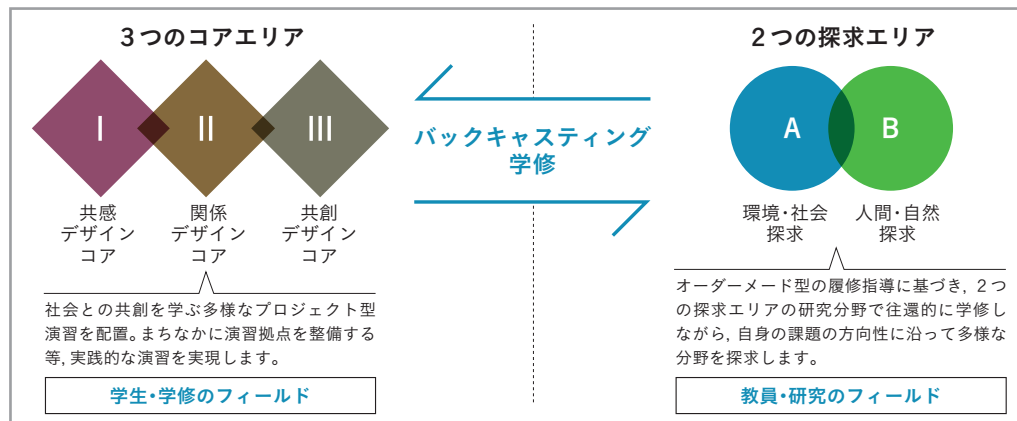 3つのコアエリア
I
II
III
共感
デザイン
コア
関係
デザイン
コア
共創
デザイン
コア
社会との共創を学ぶ多様なプロジェクト型
演習を配置。まちなかに演習拠点を整備する
等,実践的な演習を実現します。
学生・学修のフィールド
バックキャスティング
学修
2つの探求エリア
A
B
環境・社会
探求
人間・自然
探求
オーダーメード型の履修指導に基づき,2つ
の探求エリアの研究分野で往還的に学修し
ながら,自身の課題の方向性に沿って多様な
分野を探求します。
教員・研究のフィールド